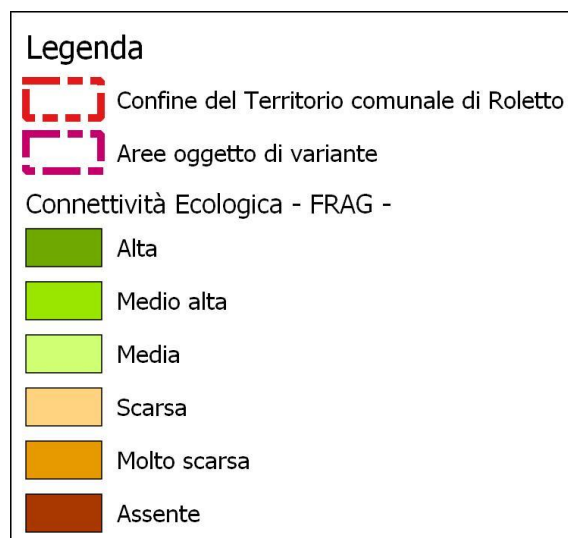 Legenda
Confine del Territorio comunale di Roletto
Aree oggetto di variante
Connettività Ecologica - FRAG -
Alta
Medio alta
Media
Scarsa
Molto scarsa
Assente